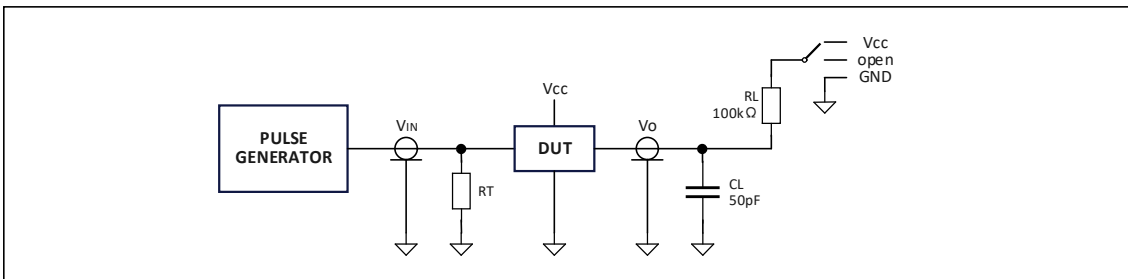 Vcc
open
GND
RL
100kΩ
Vcc
PULSE
GENERATOR
VIN
DUT
Vo
RT
CL
50pF